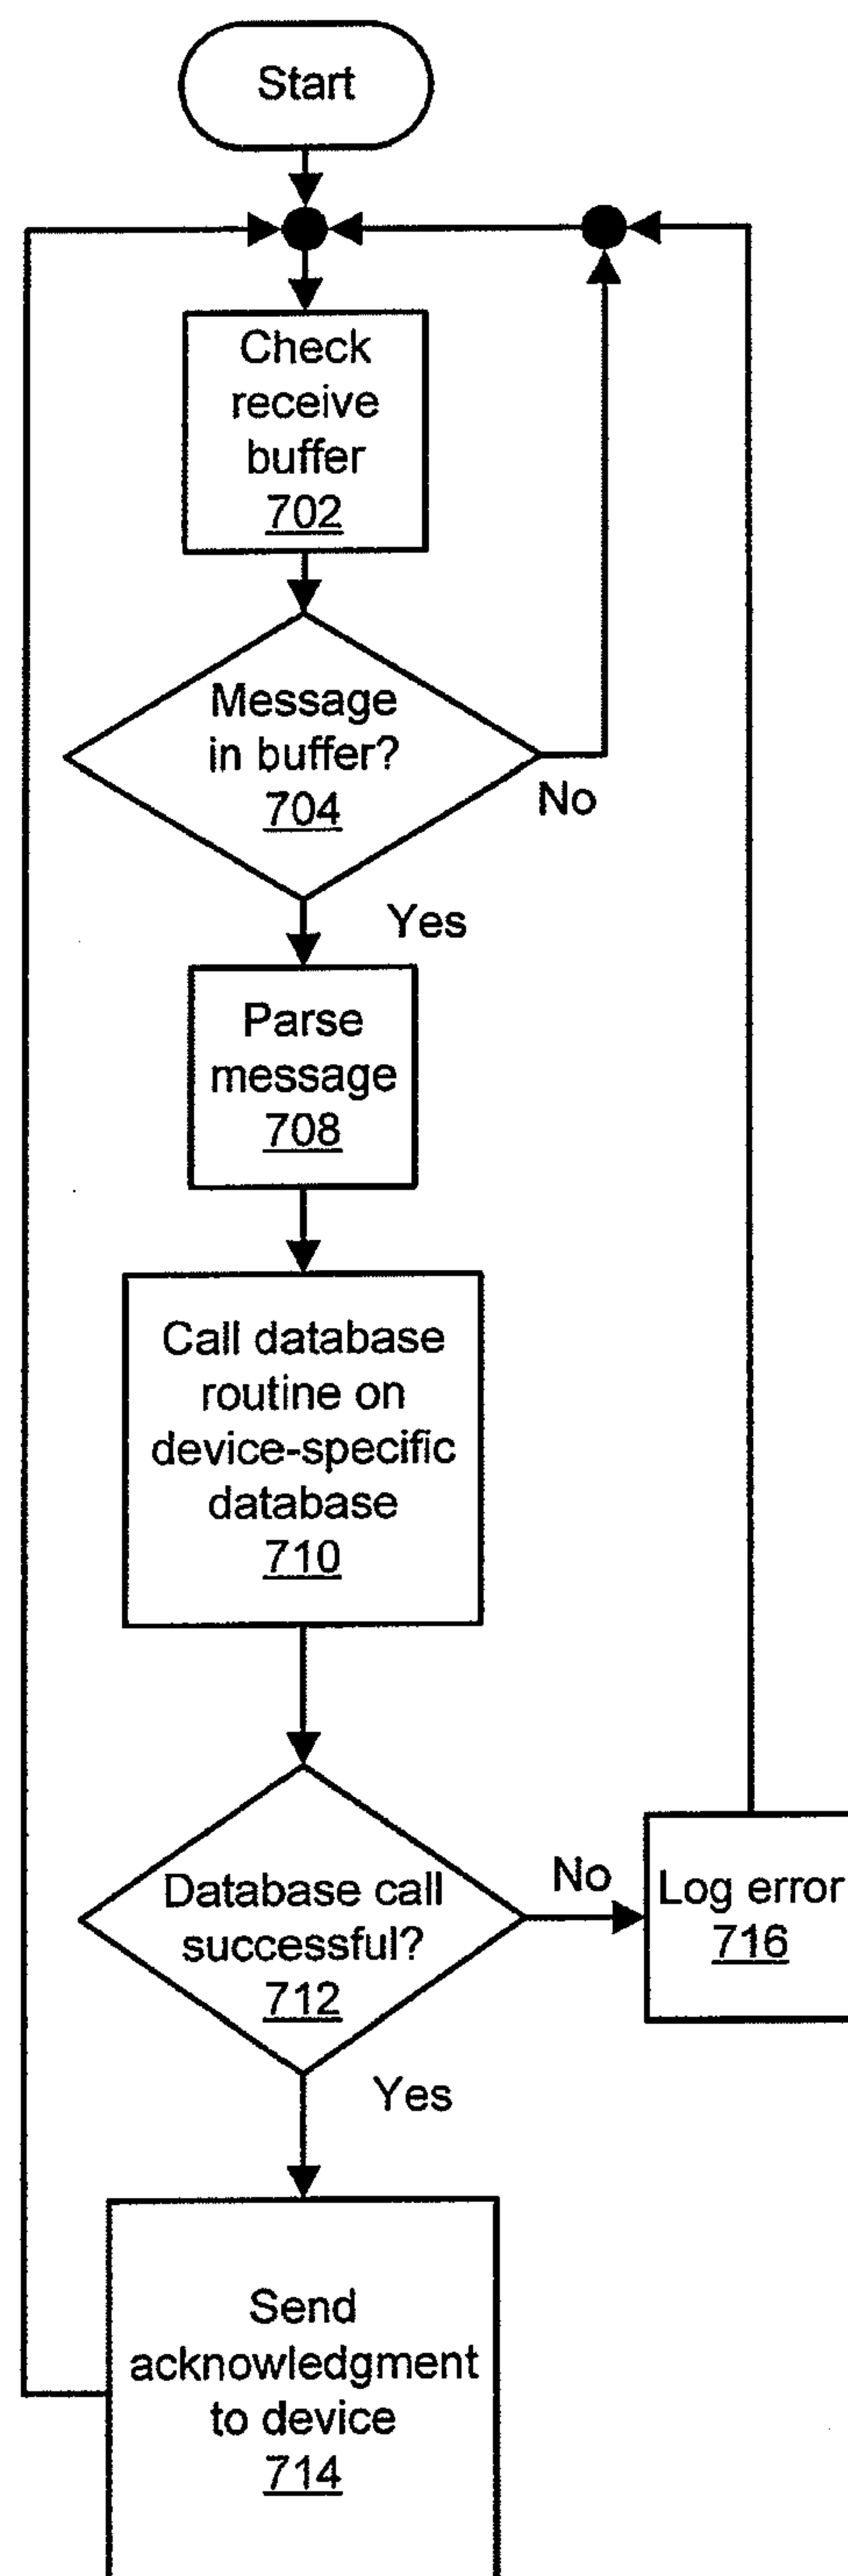 Start
Check
receive
buffer
702
Message
in buffer?
704
No
Yes
Parse
message
708
Call database
routine on
device-specific
database
710
Database call
successful?
712
No
Log error
716
Yes
Send
acknowledgment
to device
714